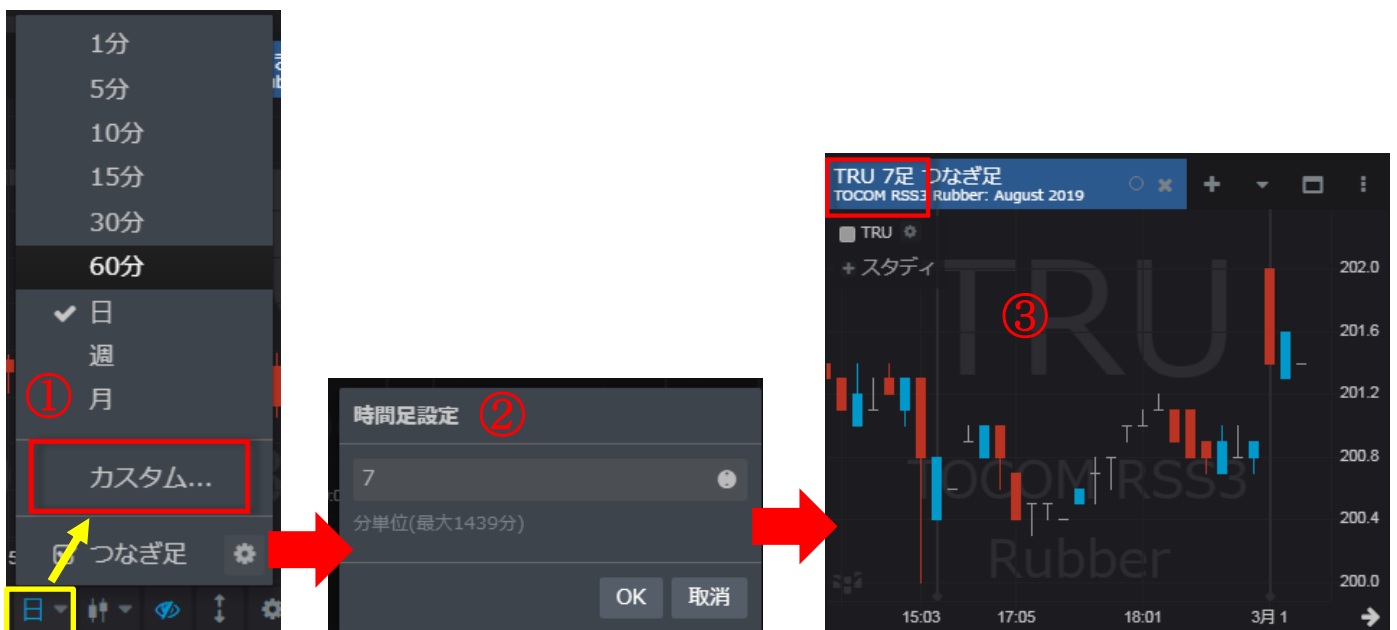 1分
5分
10分
15分
30分
60分
日
週
① 月
カスタム...
つなぎ足
日
時間足設定 ②
7
分単位(最大1439分)
OK 取消
TRU 7足 つなぎ足
TOCOM RSS3 Rubber: August 2019
TRU
+ スタディ
TRU
TOCOM RSS3
Rubber
③
202.0
201.6
201.2
200.8
200.4
200.0
15:03 17:05 18:01 3月 1